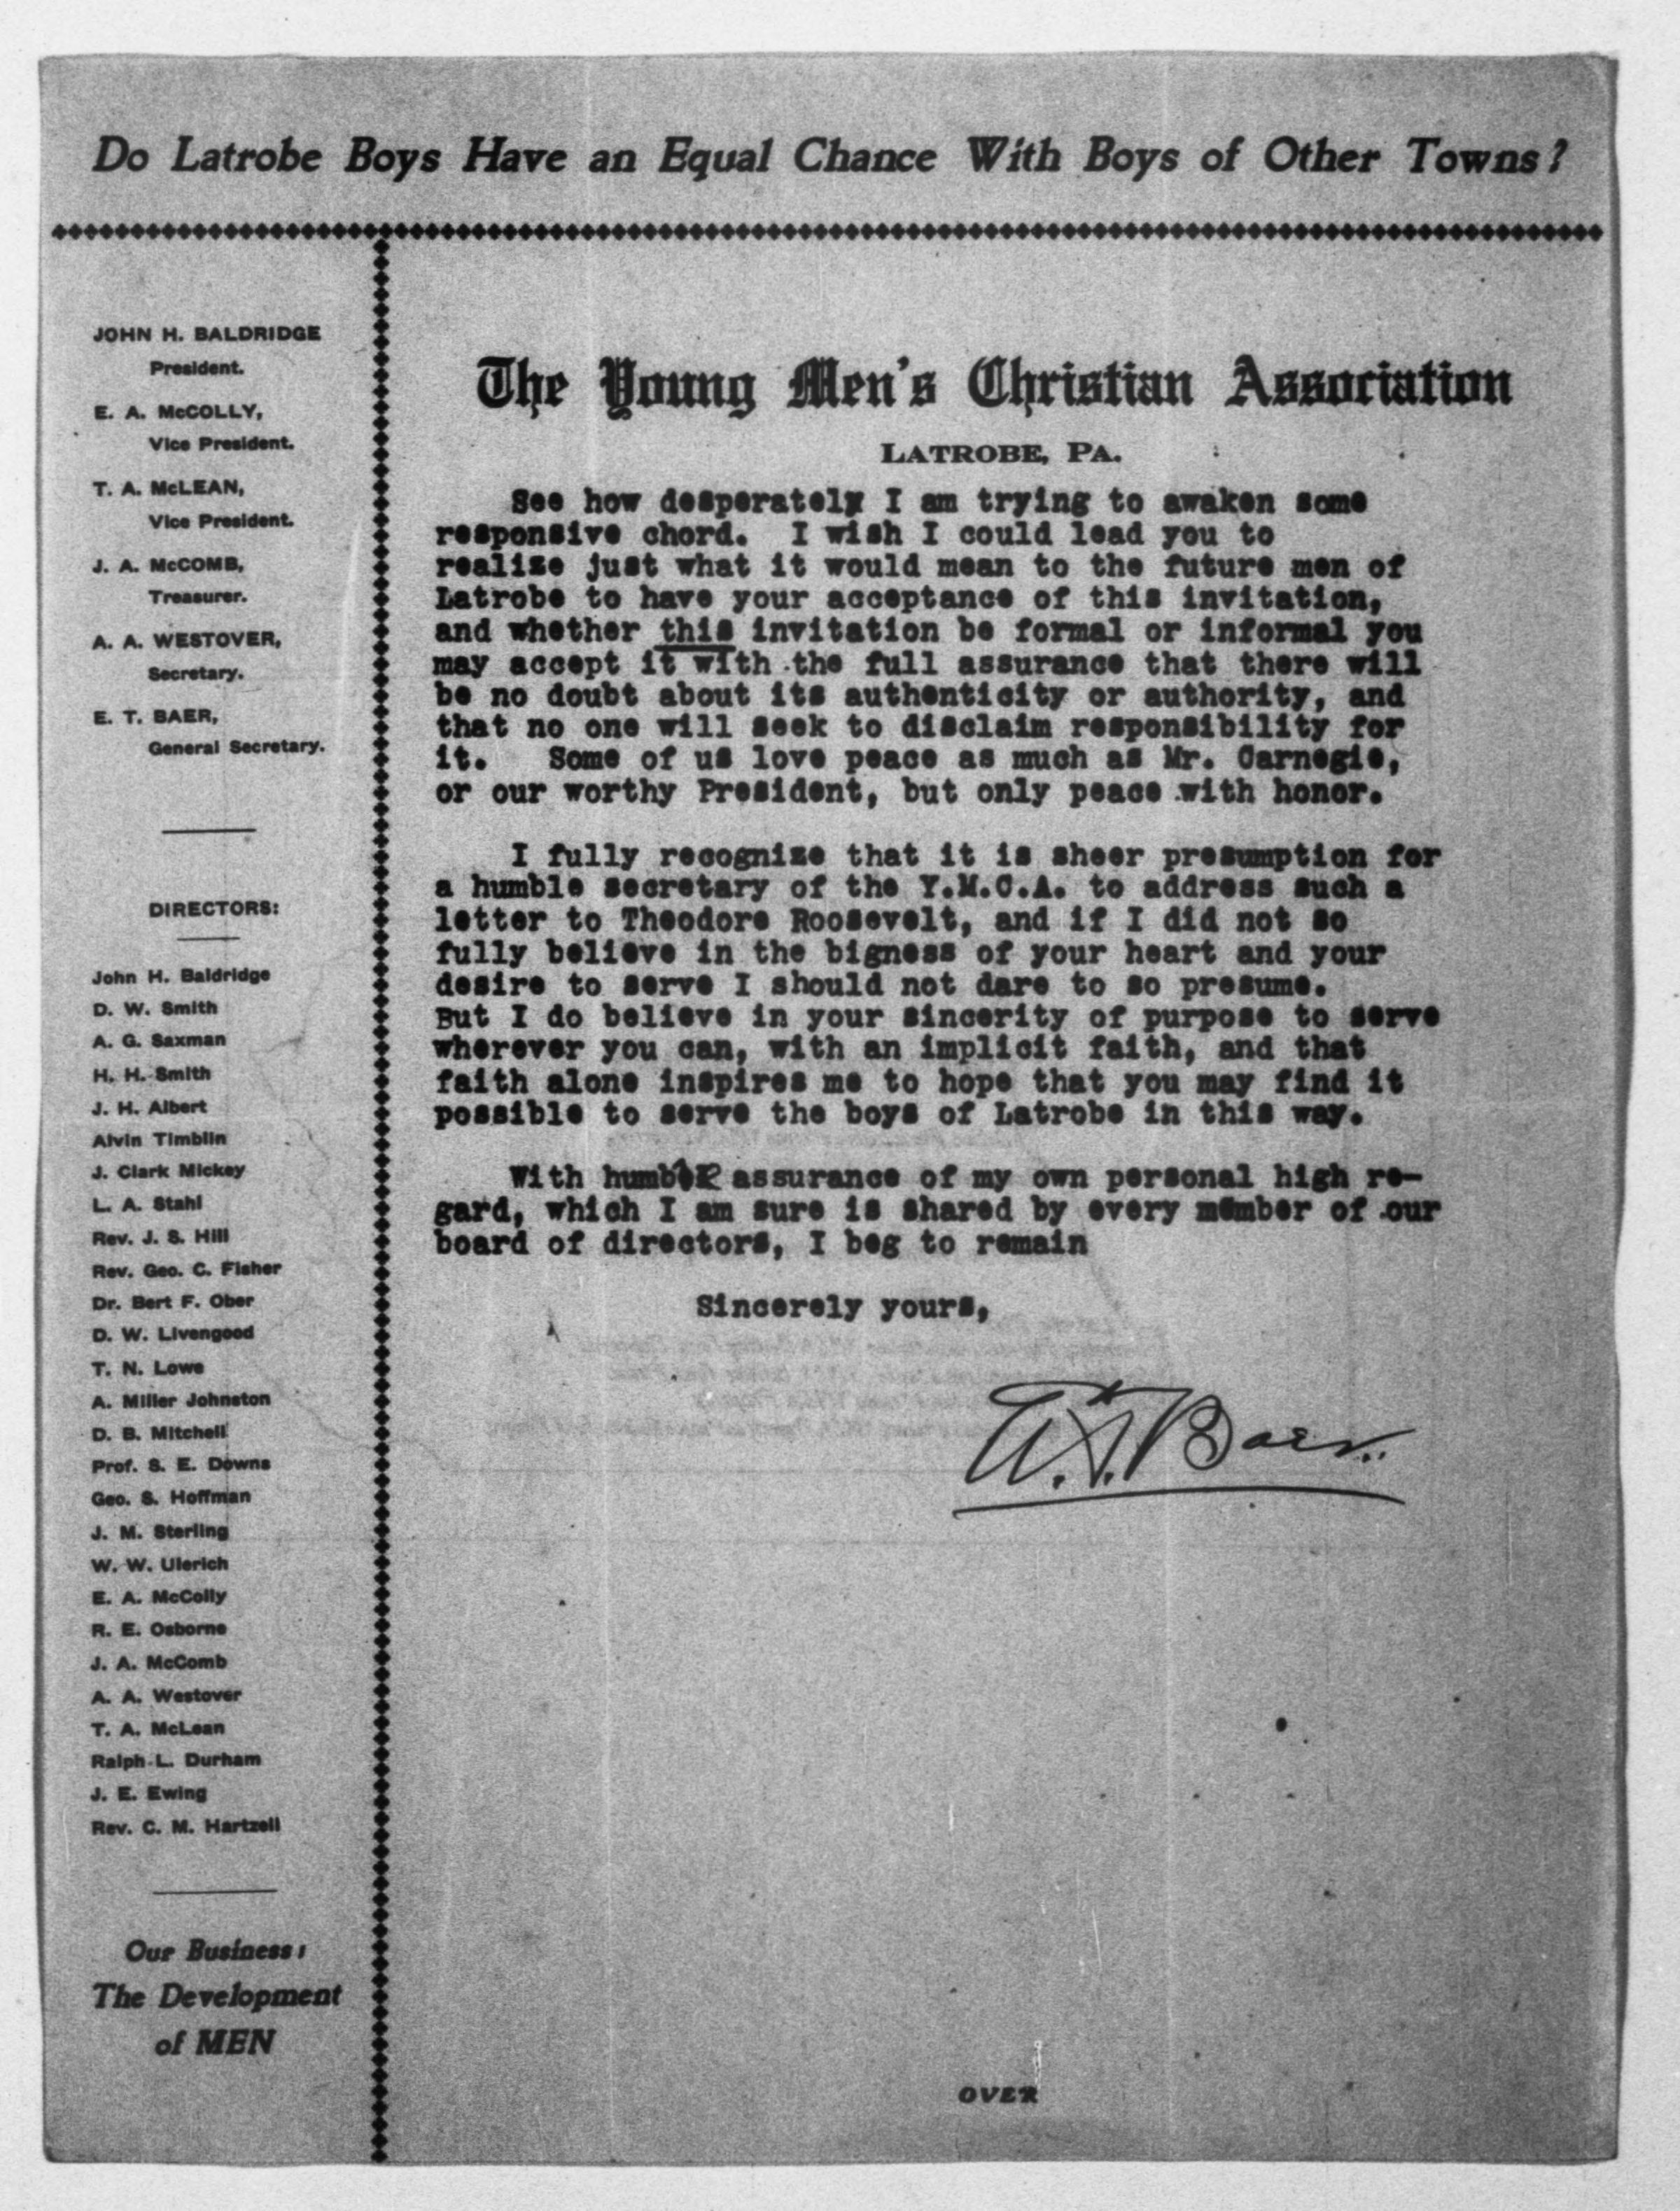 Do Latrobe Boys Have an Equal Chance With Boys of Other Towns?
JOHN H. BALDRIDGE
President.
E. A. McCOLLY,
Vice President.
T. A. McLEAN,
Vice President.
J. A. McCOMB,
Treasurer.
A. A. WESTOVER,
Secretary.
E. T. BAER,
General Secretary.
DIRECTORS:
John H. Baldridge
D. W. Smith
A. G. Saxman
H. H. Smith
J. H. Albert
Alvin Timblin
J. Clark Mickey
L. A. Stahl
Rev. J. S. Hill
Rev. Geo. C. Fisher
Dr. Bert F. Ober
D. W. Livengood
T. N. Lowe
A. Miller Johnston
D. B. Mitchell
Prof. S. E. Downs
Geo. S. Hoffman
J. M. Sterling
W. W. Ulerich
E. A. McColly
R. E. Osborne
J. A. McComb
A. A. Westover
T. A. McLean
Ralph L. Durham
J. E. Ewing
Rev. C. M. Hartzell
Our Business:
The Development
of MEN
The Young Men's Christian Association
LATROBE, PA.
See how desperately I am trying to awaken some
responsive chord. I wish I could lead you to
realize just what it would mean to the future men of
Latrobe to have your acceptance of this invitation,
and whether this invitation be formal or informal you
may accept it with the full assurance that there will
be no doubt about its authenticity or authority, and
that no one will seek to disclaim responsibility for
it. Some of us love peace as much as Mr. Carnegie,
or our worthy President, but only peace with honor.
I fully recognize that it is sheer presumption for
a humble secretary of the Y.M.C.A. to address such a
letter to Theodore Roosevelt, and if I did not so
fully believe in the bigness of your heart and your
desire to serve I should not dare to so presume.
But I do believe in your sincerity of purpose to serve
wherever you can, with an implicit faith, and that
faith alone inspires me to hope that you may find it
possible to serve the boys of Latrobe in this way.
With humble assurance of my own personal high re-
gard, which I am sure is shared by every member of our
board of directors, I beg to remain
Sincerely yours,
E. T. Baer.
OVER